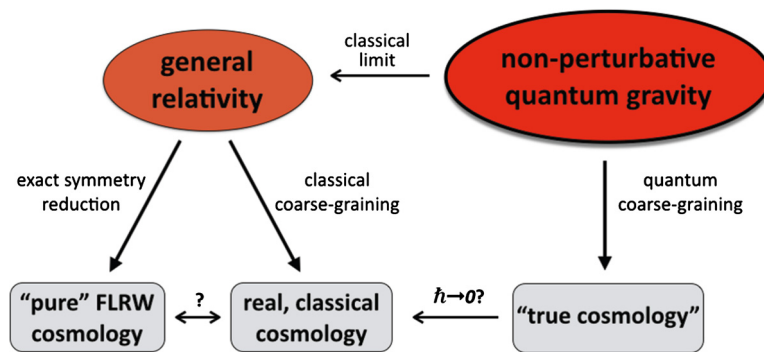 classical
limit
general
relativity
non-perturbative
quantum gravity
exact symmetry
reduction
classical
coarse-graining
quantum
coarse-graining
"pure" FLRW
cosmology
?
real, classical
cosmology
ℏ→0?
"true cosmology"